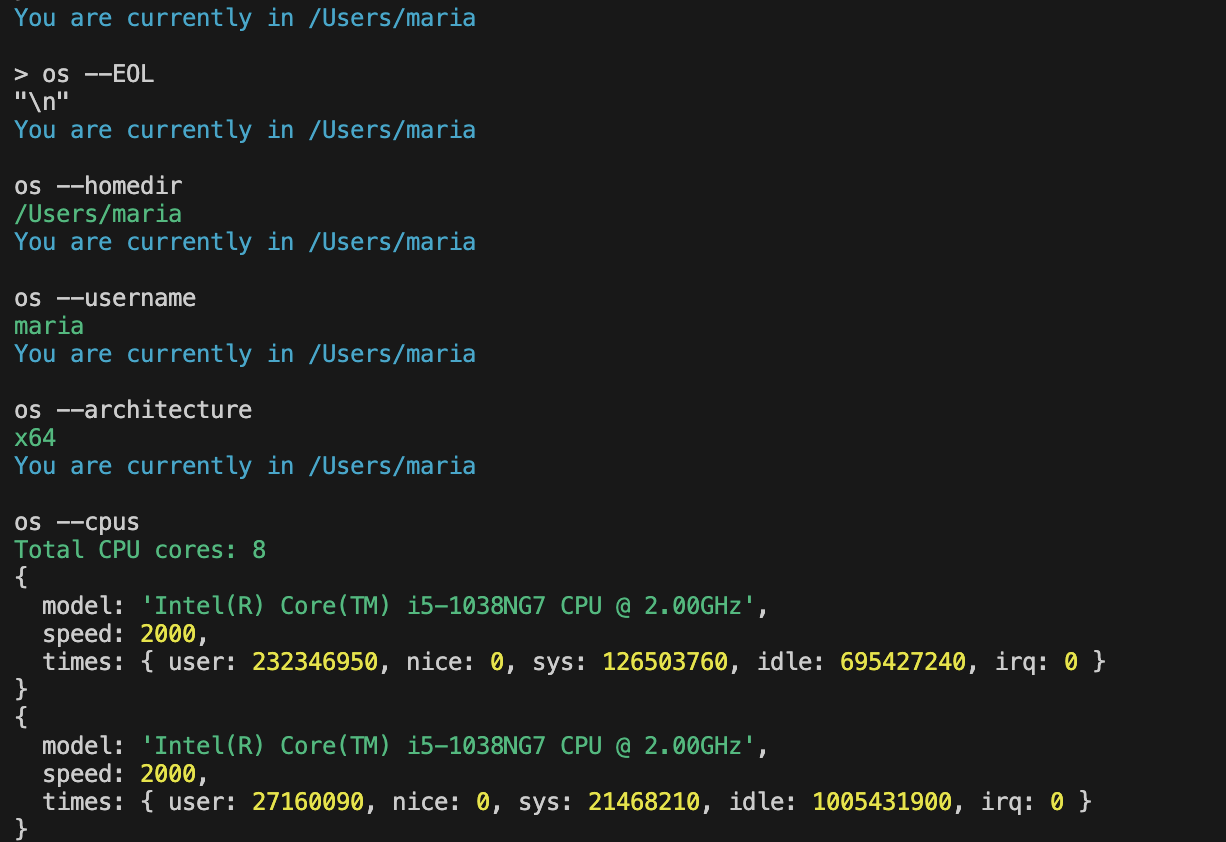 You are currently in /Users/maria
> os --EOL
"\n"
You are currently in /Users/maria
os --homedir
/Users/maria
You are currently in /Users/maria
os --username
maria
You are currently in /Users/maria
os --architecture
x64
You are currently in /Users/maria
os --cpus
Total CPU cores: 8
{
  model: 'Intel(R) Core(TM) i5-1038NG7 CPU @ 2.00GHz',
  speed: 2000,
  times: { user: 232346950, nice: 0, sys: 126503760, idle: 695427240, irq: 0 }
}
{
  model: 'Intel(R) Core(TM) i5-1038NG7 CPU @ 2.00GHz',
  speed: 2000,
  times: { user: 27160090, nice: 0, sys: 21468210, idle: 1005431900, irq: 0 }
}